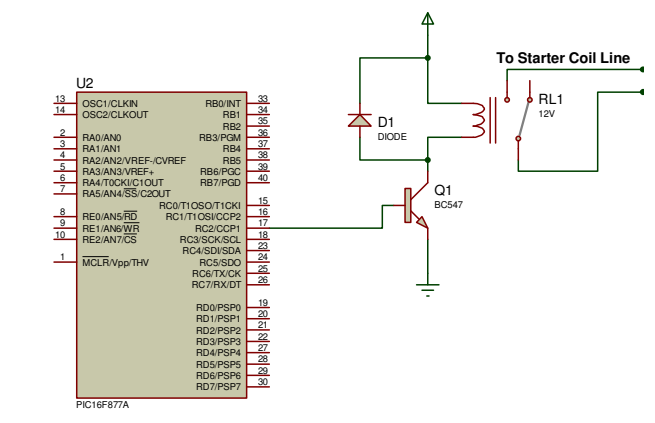 To Starter Coil Line
RL1
12V
D1
DIODE
Q1
BC547
U2
13 OSC1/CLKIN RB0/INT 33
14 OSC2/CLKOUT RB1 34
RB2 35
2 RA0/AN0 RB3/PGM 36
3 RA1/AN1 RB4 37
4 RA2/AN2/VREF-/CVREF RB5 38
5 RA3/AN3/VREF+ RB6/PGC 39
6 RA4/T0CKI/C1OUT RB7/PGD 40
7 RA5/AN4/SS/C2OUT
RC0/T1OSO/T1CKI 15
8 RE0/AN5/RD RC1/T1OSI/CCP2 16
9 RE1/AN6/WR RC2/CCP1 17
10 RE2/AN7/CS RC3/SCK/SCL 18
RC4/SDI/SDA 23
1 MCLR/Vpp/THV RC5/SDO 24
RC6/TX/CK 25
RC7/RX/DT 26
RD0/PSP0 19
RD1/PSP1 20
RD2/PSP2 21
RD3/PSP3 22
RD4/PSP4 27
RD5/PSP5 28
RD6/PSP6 29
RD7/PSP7 30
PIC16F877A